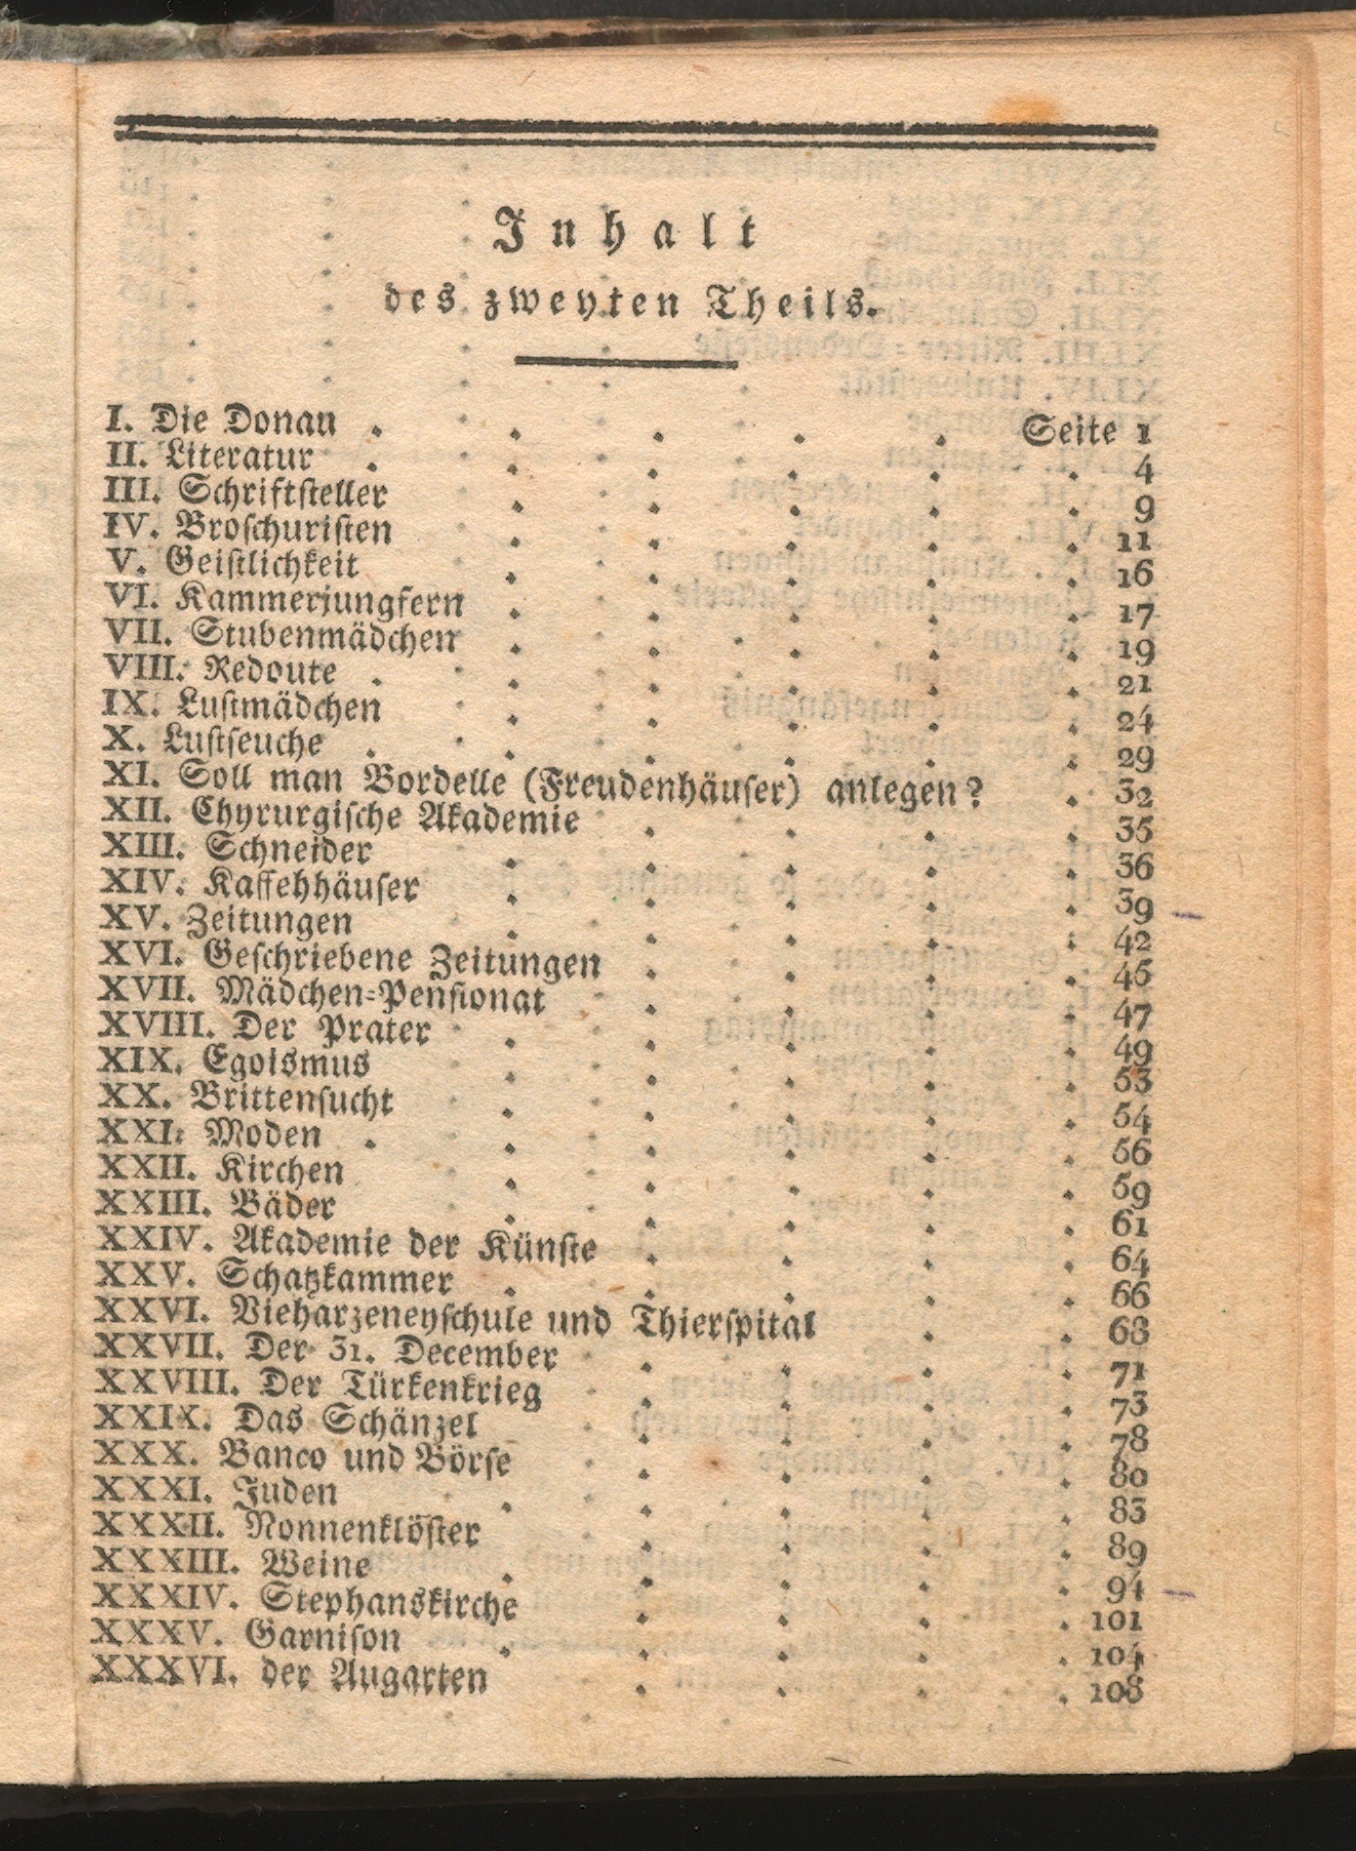 Inhalt
des zweyten Theils.
I. Die Donau . . . . . Seite 1
II. Literatur . . . . . . 4
III. Schriftsteller . . . . . 9
IV. Broschuristen . . . . . 11
V. Geistlichkeit . . . . . 16
VI. Kammerjungfern . . . . . 17
VII. Stubenmädchen . . . . . 19
VIII. Redoute . . . . . . 21
IX. Lustmädchen . . . . . 24
X. Lustseuche . . . . . . 29
XI. Soll man Bordelle (Freudenhäuser) anlegen? . 32
XII. Chyrurgische Akademie . . . . 35
XIII. Schneider . . . . . 36
XIV. Kaffehhäuser . . . . . 39
XV. Zeitungen . . . . . 42
XVI. Geschriebene Zeitungen . . . . 45
XVII. Mädchen-Pensionat . . . . 47
XVIII. Der Prater . . . . . 49
XIX. Egoismus . . . . . 53
XX. Brittensucht . . . . . 54
XXI. Moden . . . . . . 56
XXII. Kirchen . . . . . 59
XXIII. Bäder . . . . . 61
XXIV. Akademie der Künste . . . . 64
XXV. Schatzkammer . . . . . 66
XXVI. Vieharzeneyschule und Thierspital . . 68
XXVII. Der 31. December . . . . 71
XXVIII. Der Türkenkrieg . . . . 73
XXIX. Das Schänzel . . . . 78
XXX. Banco und Börse . . . . 80
XXXI. Juden . . . . . 83
XXXII. Nonnenklöster . . . . 89
XXXIII. Weine . . . . . 94
XXXIV. Stephanskirche . . . . 101
XXXV. Garnison . . . . . 104
XXXVI. der Augarten . . . . 108